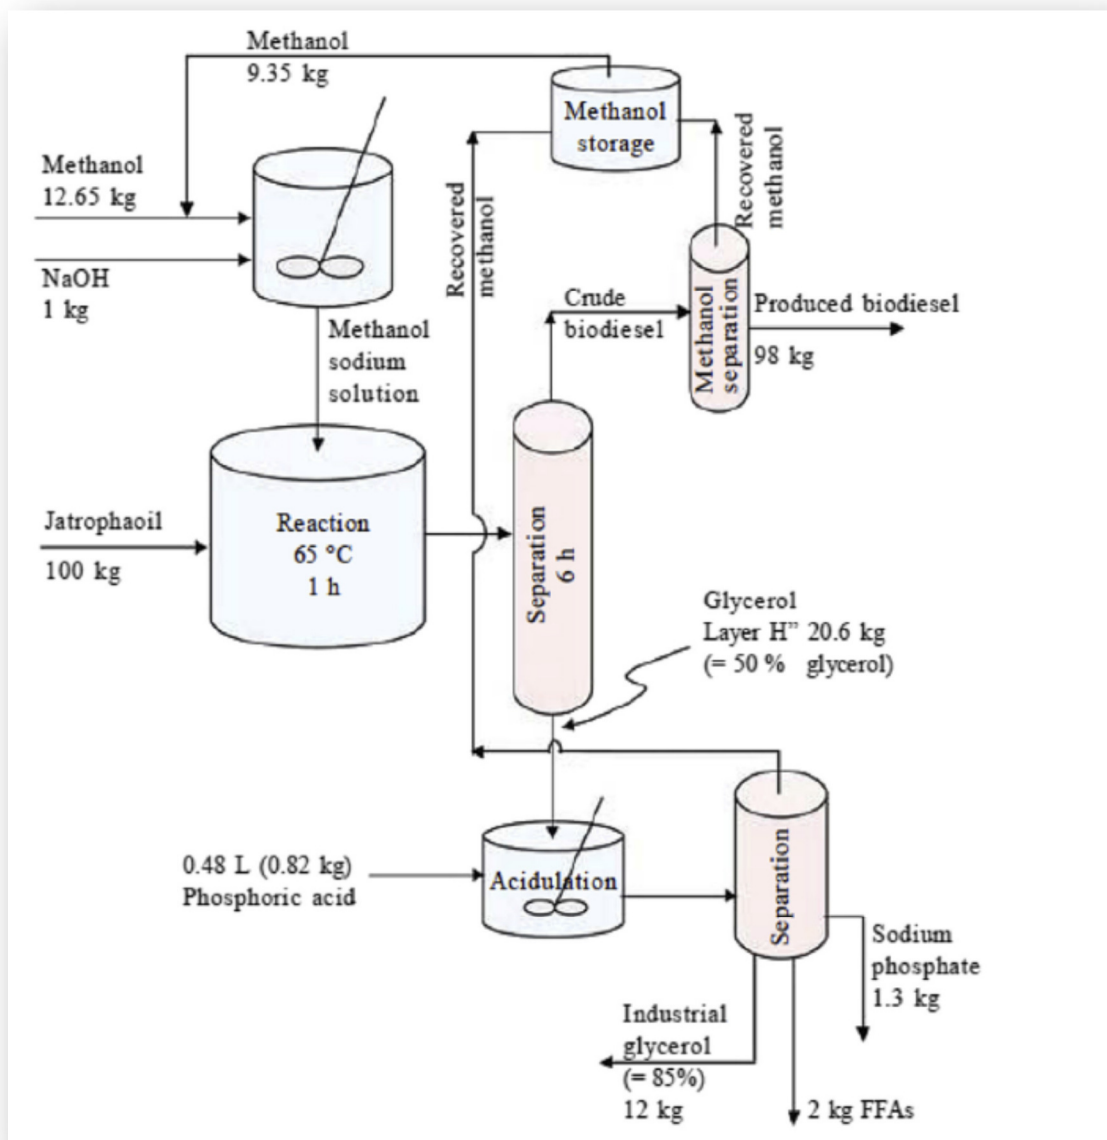 Methanol
9.35 kg
Methanol
storage
Recovered
methanol
Methanol
12.65 kg
NaOH
1 kg
Recovered
methanol
Methanol
sodium
solution
Crude
biodiesel
Methanol
separation
Produced biodiesel
98 kg
Jatrophaoil
100 kg
Reaction
65 °C
1 h
Separation
6 h
Glycerol
Layer H” 20.6 kg
(= 50 % glycerol)
0.48 L (0.82 kg)
Phosphoric acid
Acidulation
Separation
Sodium
phosphate
1.3 kg
Industrial
glycerol
(= 85%)
12 kg
2 kg FFAs